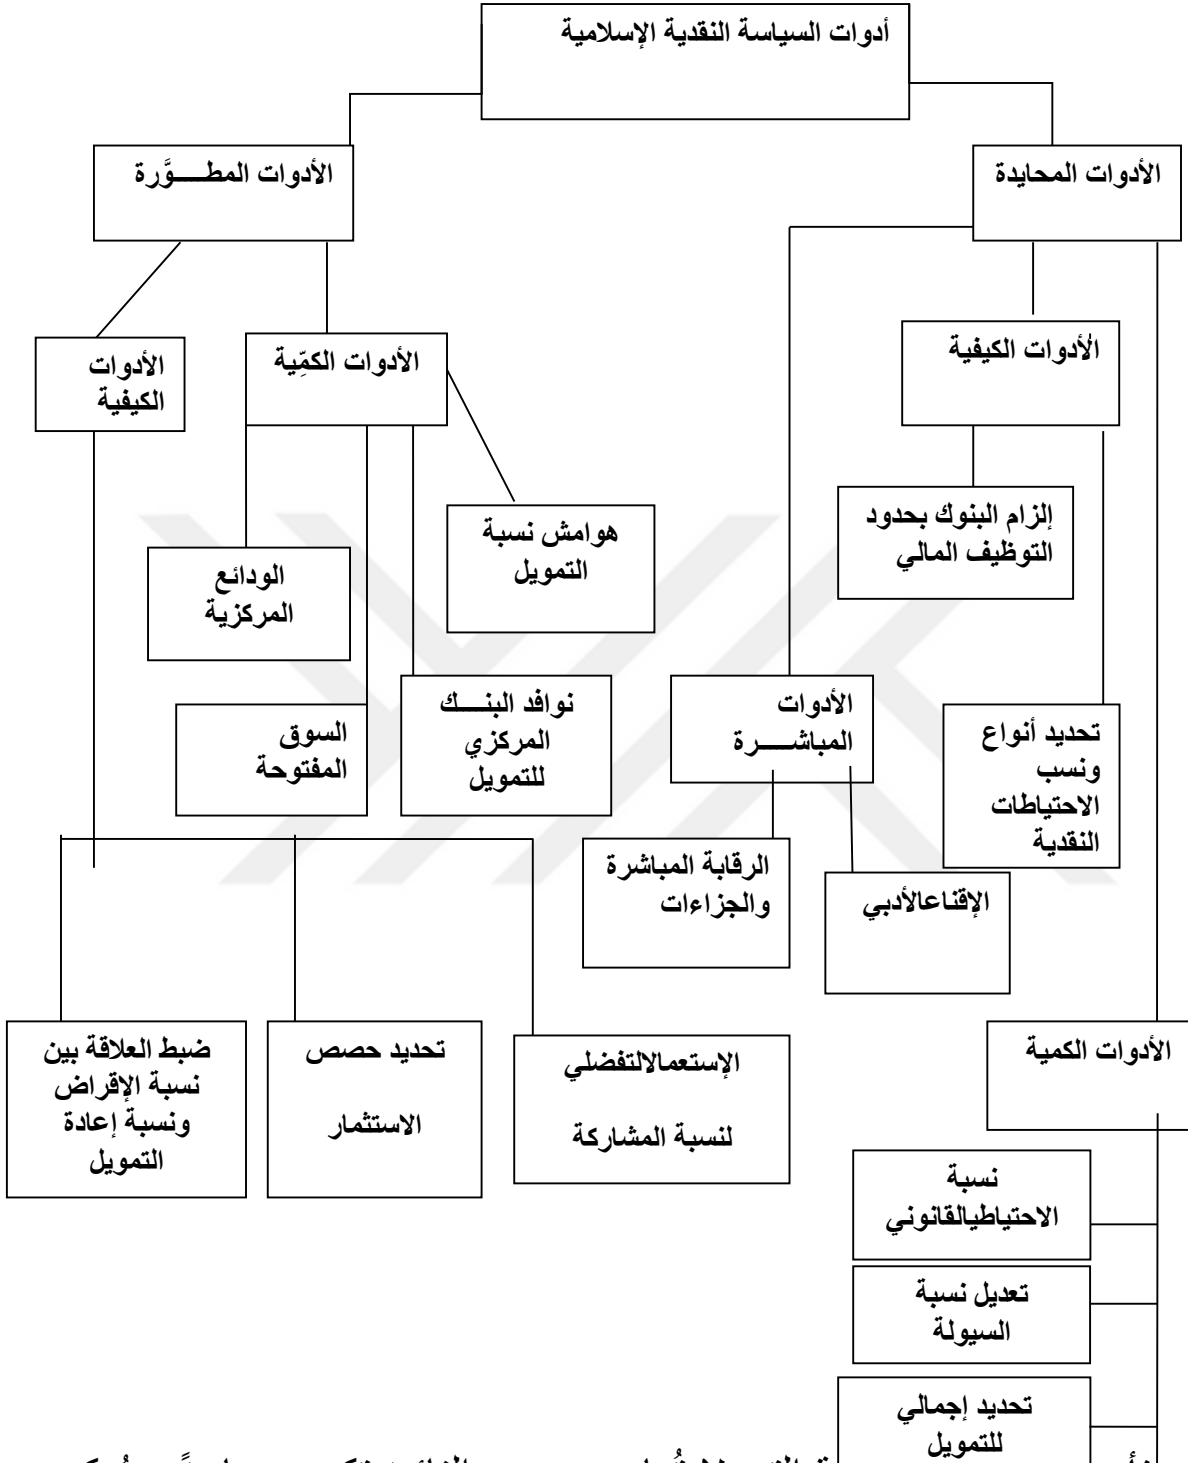 أدوات السياسة النقدية الإسلامية
الأدوات المحايدة
الأدوات المطـــوَّرة
الأدوات الكيفية
الأدوات الكمِّية
الأدوات
الكيفية
إلزام البنوك بحدود
التوظيف المالي
هوامش نسبة
التمويل
الودائع
المركزية
تحديد أنواع
ونسب
الاحتياطات
النقدية
الأدوات
المباشـــرة
نوافد البنـــك
المركزي
للتمويل
السوق
المفتوحة
الرقابة المباشرة
والجزاءات
الإقناعالأدبي
الأدوات الكمية
الإستعمالالتفضلي
لنسبة المشاركة
تحديد حصص
الاستثمار
ضبط العلاقة بين
نسبة الإقراض
ونسبة إعادة
التمويل
نسبة
الاحتياطيالقانوني
تعديل نسبة
السيولة
تحديد إجمالي
للتمويل